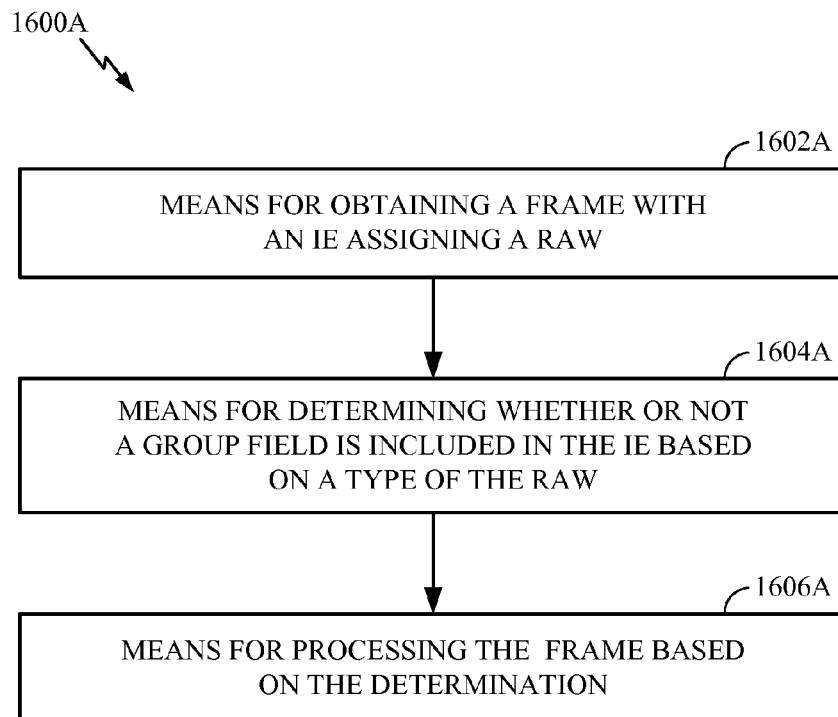 1600A
1602A
MEANS FOR OBTAINING A FRAME WITH
AN IE ASSIGNING A RAW
1604A
MEANS FOR DETERMINING WHETHER OR NOT
A GROUP FIELD IS INCLUDED IN THE IE BASED
ON A TYPE OF THE RAW
1606A
MEANS FOR PROCESSING THE FRAME BASED
ON THE DETERMINATION